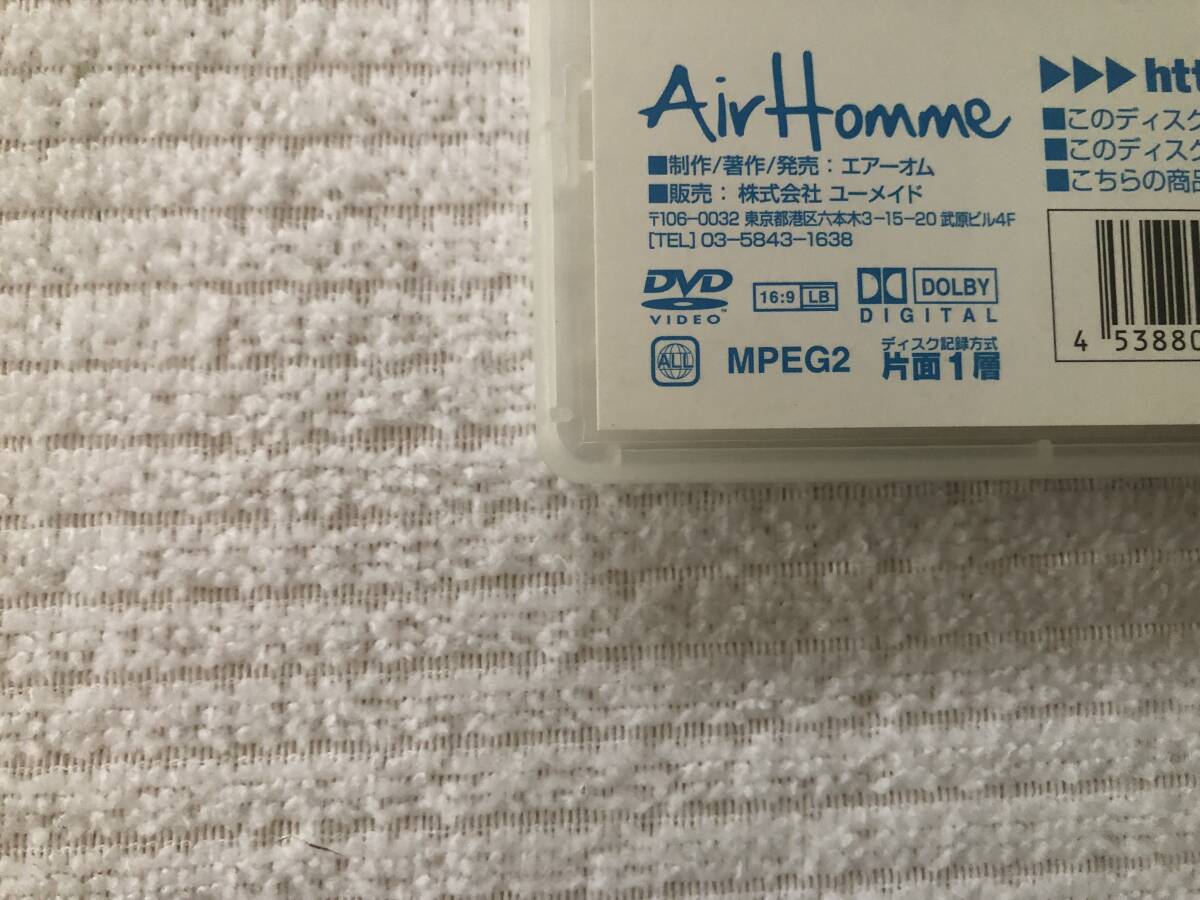 AirHomme
■制作/著作/発売：エアーオム
■販売：株式会社 ユーメイド
〒106-0032 東京都港区六本木3-15-20 武原ビル4F
[TEL] 03-5843-1638
DVD
VIDEO
16:9 LB
DOLBY
DIGITAL
ALL
MPEG2
ディスク記録方式
片面1層
▶▶▶htt
■このディスク
■このディスク
■こちらの商品
4 53880